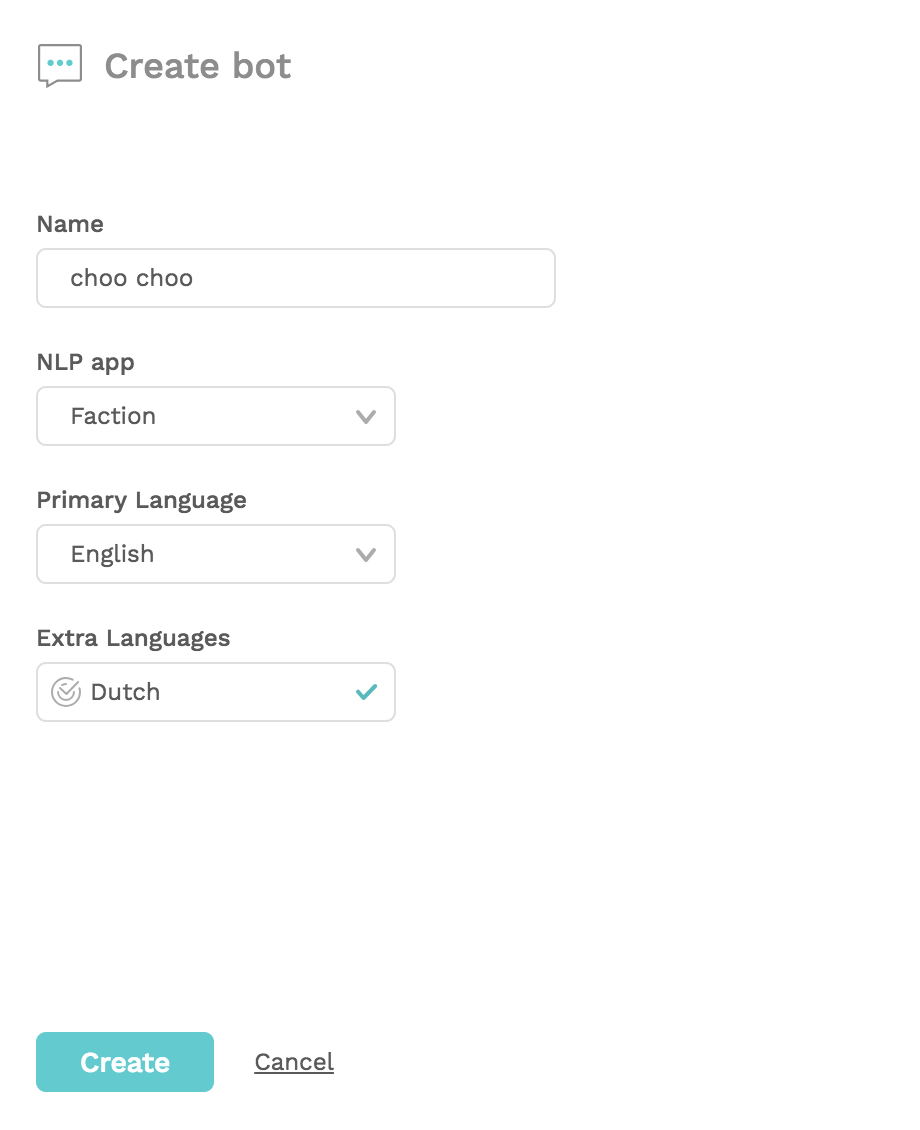 Create bot
Name
choo choo
NLP app
Faction
Primary Language
English
Extra Languages
Dutch
Create Cancel